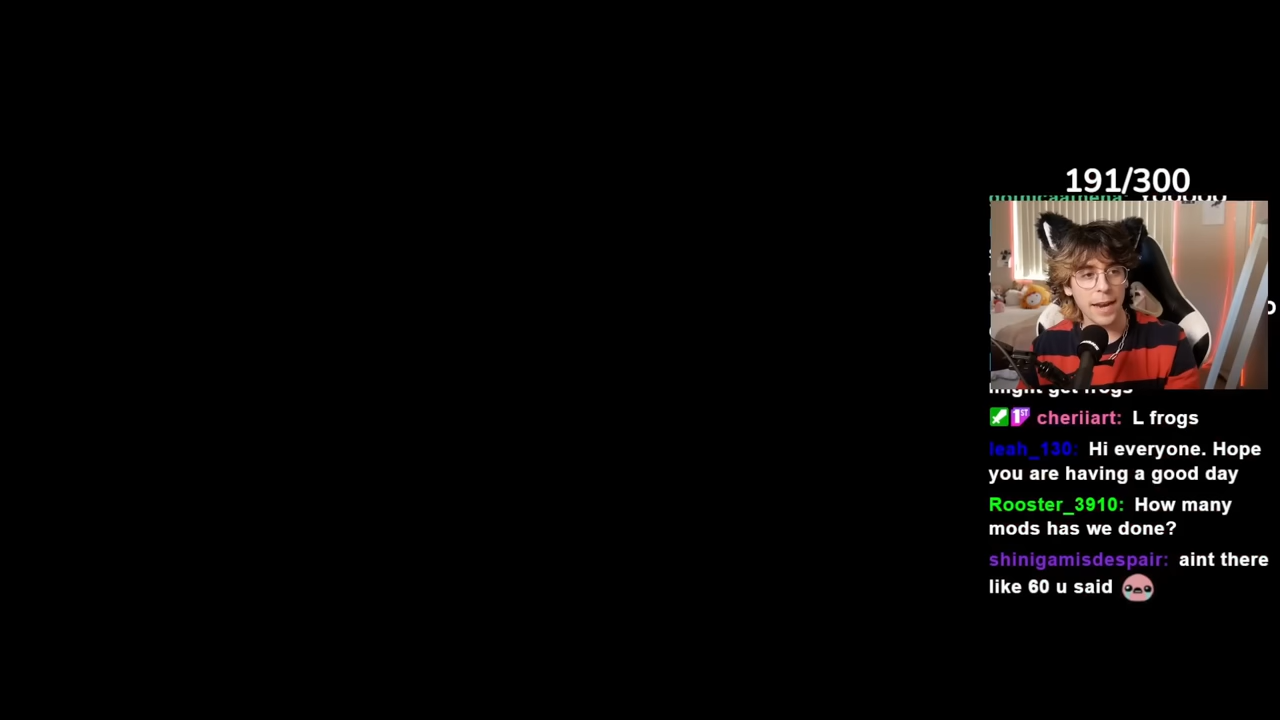 191/300
cheriiart: L frogs
leah_130: Hi everyone. Hope
you are having a good day
Rooster_3910: How many
mods has we done?
shinigamisdespair: aint there
like 60 u said